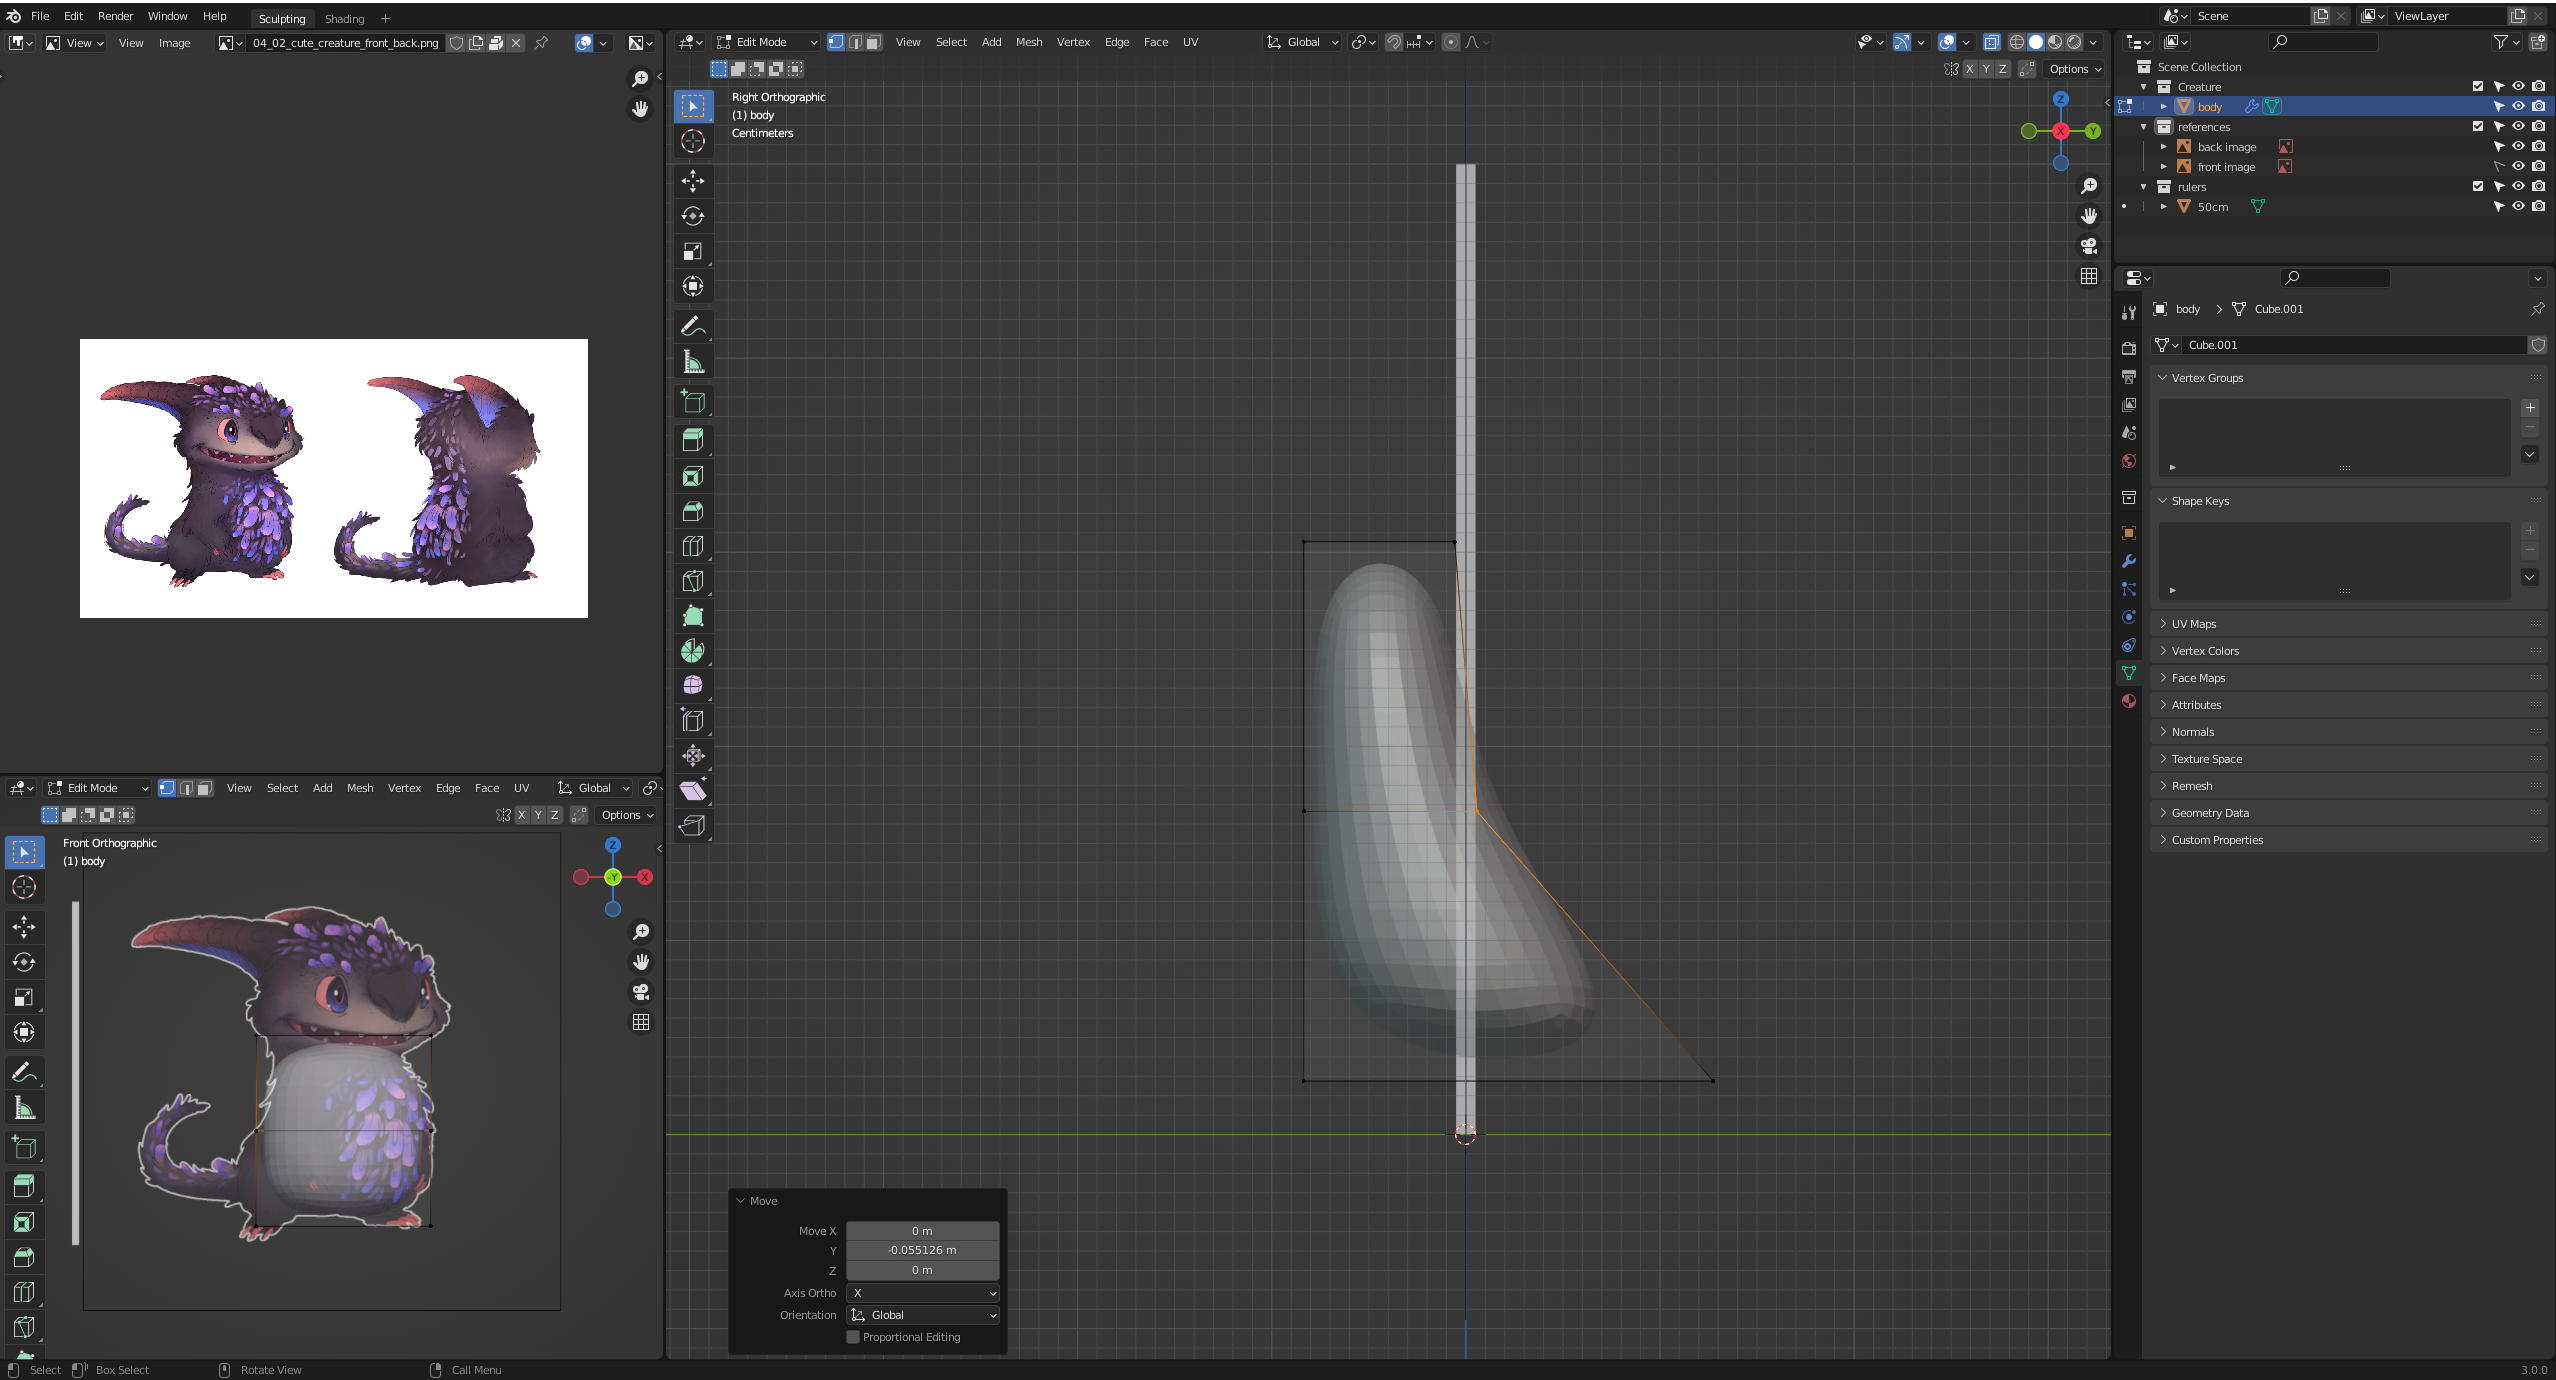 File Edit Render Window Help Sculpting Shading + Scene ViewLayer
View View Image 04_02_cute_creature_front_back.png
Edit Mode View Select Add Mesh Vertex Edge Face UV Global
X Y Z Options
Right Orthographic
(1) body
Centimeters
Z
X
Y
Scene Collection
Creature
body
references
back image
front image
rulers
50cm
body > Cube.001
Cube.001
Vertex Groups
Shape Keys
UV Maps
Vertex Colors
Face Maps
Attributes
Normals
Texture Space
Remesh
Geometry Data
Custom Properties
Edit Mode View Select Add Mesh Vertex Edge Face UV Global
X Y Z Options
Front Orthographic
(1) body
Z
-Y
X
Move
Move X 0 m
Y -0.055126 m
Z 0 m
Axis Ortho X
Orientation Global
Proportional Editing
Select Box Select Rotate View Call Menu 3.0.0